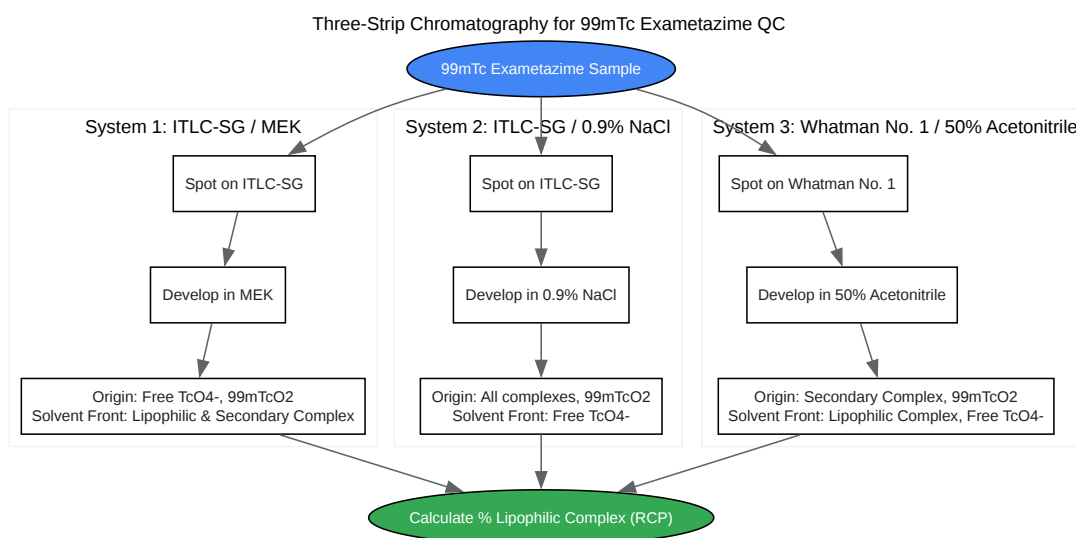 Three-Strip Chromatography for 99mTc Exametazime QC
99mTc Exametazime Sample
System 1: ITLC-SG / MEK
Spot on ITLC-SG
Develop in MEK
Origin: Free TcO4-, 99mTcO2
Solvent Front: Lipophilic & Secondary Complex
System 2: ITLC-SG / 0.9% NaCl
Spot on ITLC-SG
Develop in 0.9% NaCl
Origin: All complexes, 99mTcO2
Solvent Front: Free TcO4-
System 3: Whatman No. 1 / 50% Acetonitrile
Spot on Whatman No. 1
Develop in 50% Acetonitrile
Origin: Secondary Complex, 99mTcO2
Solvent Front: Lipophilic Complex, Free TcO4-
Calculate % Lipophilic Complex (RCP)